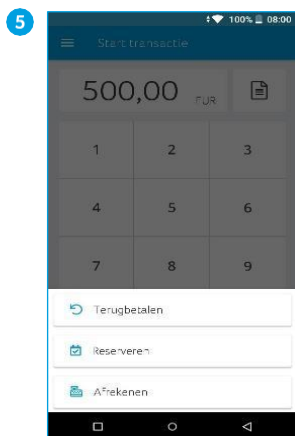 5
100% 08:00
Start transactie
500,00 EUR
1 2 3
4 5 6
7 8 9
Terugbetalen
Reserveren
Afrekenen